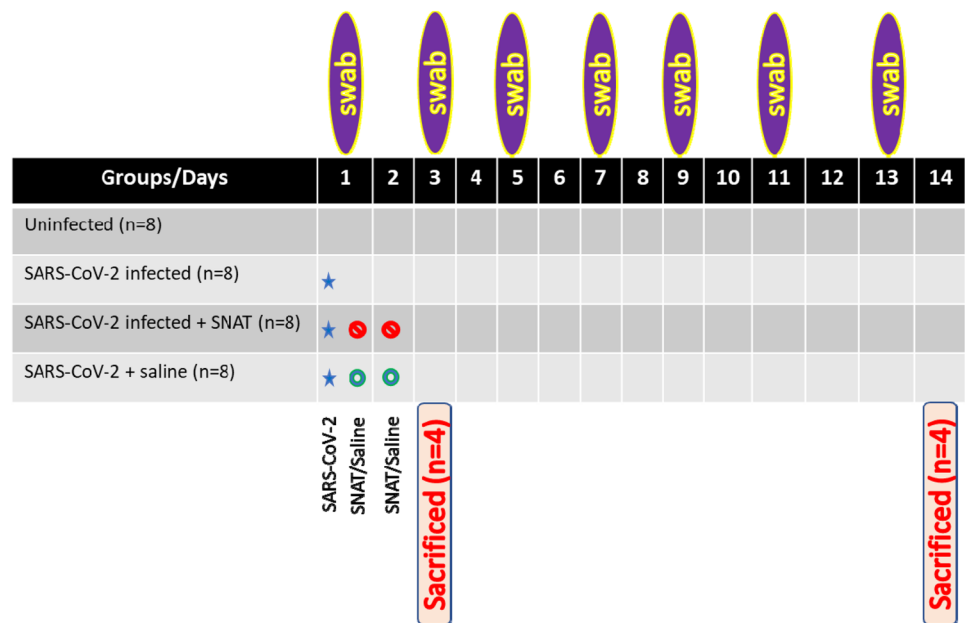 swab swab swab swab swab swab swab
Groups/Days 1 2 3 4 5 6 7 8 9 10 11 12 13 14
Uninfected (n=8)
SARS-CoV-2 infected (n=8)
SARS-CoV-2 infected + SNAT (n=8)
SARS-CoV-2 + saline (n=8)
SARS-CoV-2
SNAT/Saline
SNAT/Saline
Sacrificed (n=4)
Sacrificed (n=4)